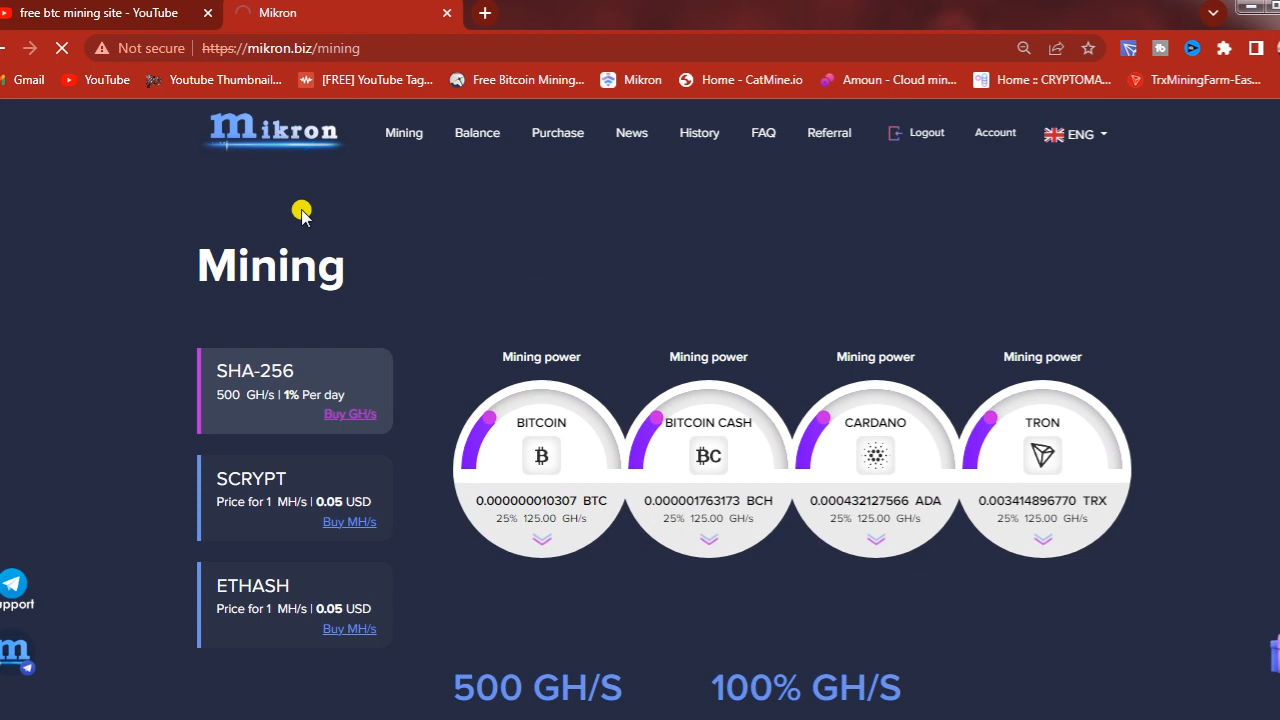 free btc mining site - YouTube
Mikron
Not secure
https://mikron.biz/mining
Gmail
YouTube
Youtube Thumbnail...
[FREE] YouTube Tag...
Free Bitcoin Mining...
Mikron
Home - CatMine.io
Amoun - Cloud min...
Home :: CRYPTOMA...
TrxMiningFarm-Eas...
mikron
Mining
Balance
Purchase
News
History
FAQ
Referral
Logout
Account
ENG
Mining
SHA-256
500 GH/s | 1% Per day
Buy GH/s
SCRYPT
Price for 1 MH/s | 0.05 USD
Buy MH/s
ETHASH
Price for 1 MH/s | 0.05 USD
Buy MH/s
Mining power
BITCOIN
0.000000010307 BTC
25% 125.00 GH/s
Mining power
BITCOIN CASH
BC
0.000001763173 BCH
25% 125.00 GH/s
Mining power
CARDANO
0.000432127566 ADA
25% 125.00 GH/s
Mining power
TRON
0.003414896770 TRX
25% 125.00 GH/s
upport
m
500 GH/S
100% GH/S